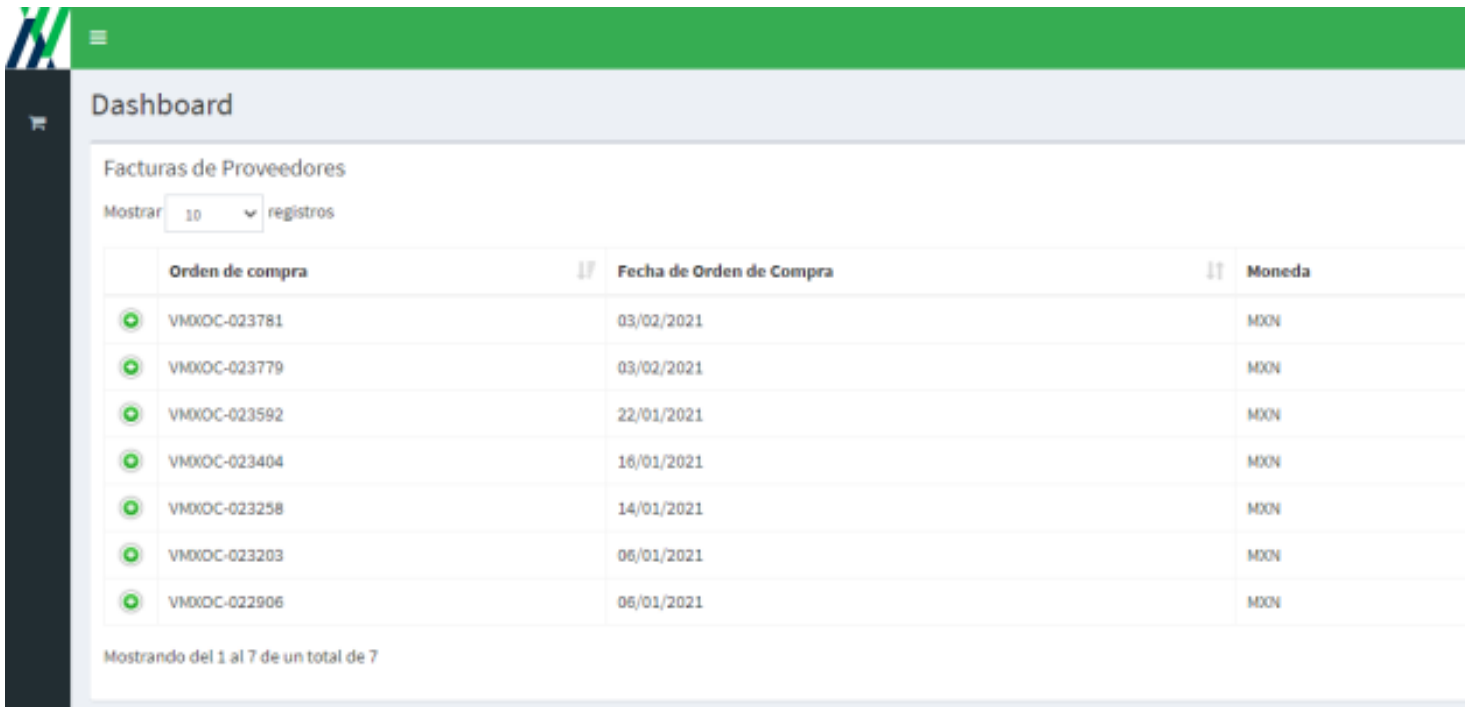 Dashboard
Facturas de Proveedores
Mostrar 10 registros
Orden de compra Fecha de Orden de Compra Moneda
VMXOC-023781 03/02/2021 MXN
VMXOC-023779 03/02/2021 MXN
VMXOC-023592 22/01/2021 MXN
VMXOC-023404 16/01/2021 MXN
VMXOC-023258 14/01/2021 MXN
VMXOC-023203 06/01/2021 MXN
VMXOC-022906 06/01/2021 MXN
Mostrando del 1 al 7 de un total de 7